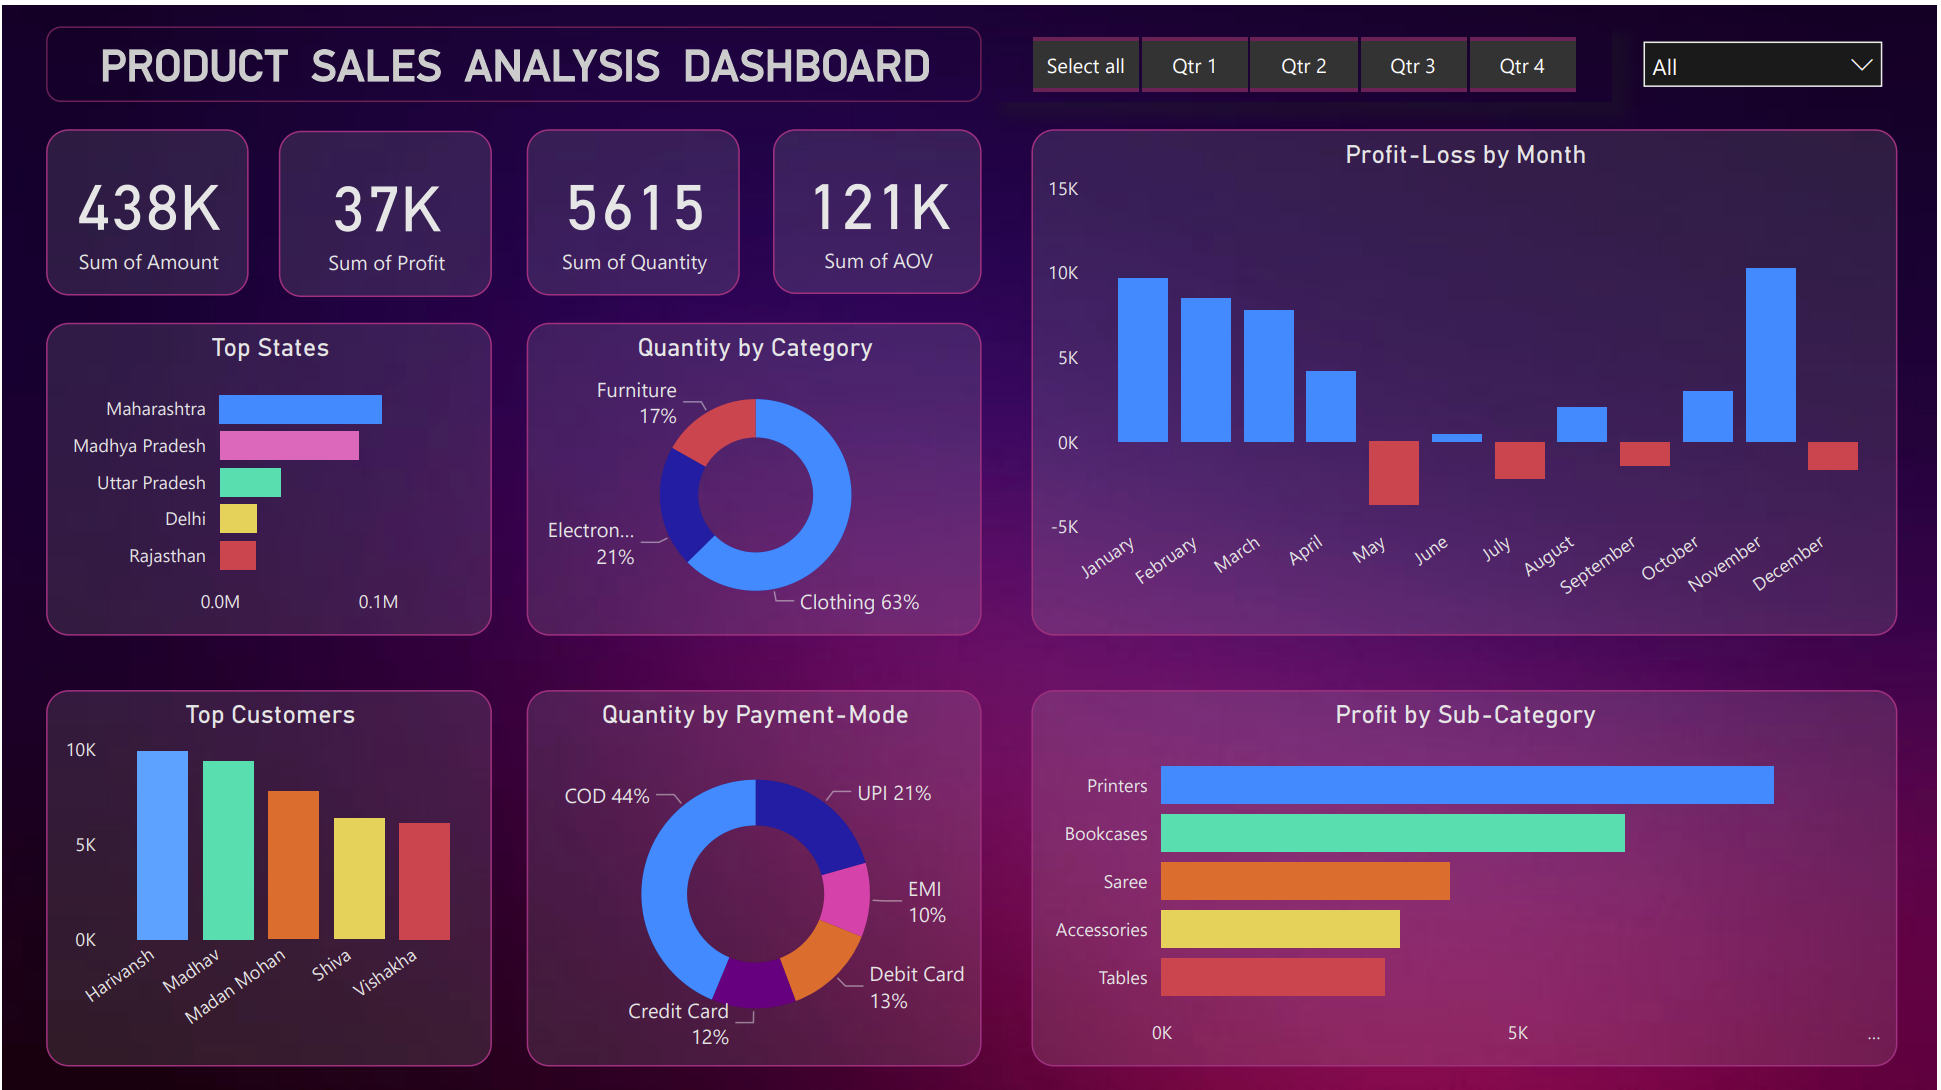 PRODUCT SALES ANALYSIS DASHBOARD
Select all
Qtr 1
Qtr 2
Qtr 3
Qtr 4
All
438K
Sum of Amount
37K
Sum of Profit
5615
Sum of Quantity
121K
Sum of AOV
Top States
Maharashtra
Madhya Pradesh
Uttar Pradesh
Delhi
Rajasthan
0.0M
0.1M
Quantity by Category
Furniture
17%
Electron...
21%
Clothing 63%
Profit-Loss by Month
15K
10K
5K
0K
-5K
January
February
March
April
May
June
July
August
September
October
November
December
Top Customers
10K
5K
0K
Harivansh
Madhav
Madan Mohan
Shiva
Vishakha
Quantity by Payment-Mode
COD 44%
UPI 21%
EMI
10%
Debit Card
13%
Credit Card
12%
Profit by Sub-Category
Printers
Bookcases
Saree
Accessories
Tables
0K
5K
...